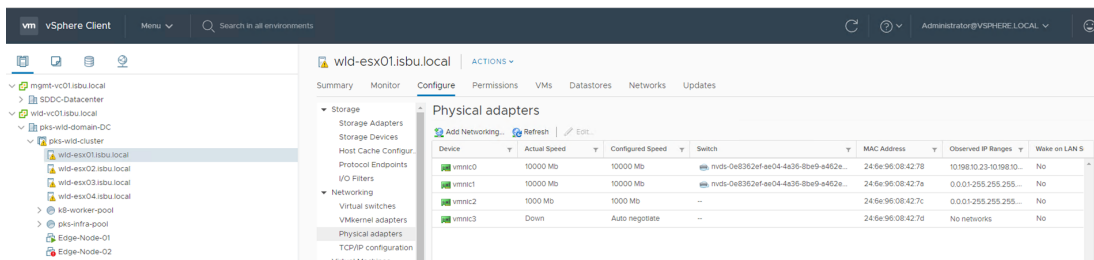 vm vSphere Client Menu Search in all environments Administrator@VSPHERE.LOCAL
mgmt-vc01.isbu.local
SDDC-Datacenter
wld-vc01.isbu.local
pks-wld-domain-DC
pks-wld-cluster
wld-esx01.isbu.local
wld-esx02.isbu.local
wld-esx03.isbu.local
wld-esx04.isbu.local
k8-worker-pool
pks-infra-pool
Edge-Node-01
Edge-Node-02
wld-esx01.isbu.local ACTIONS
Summary Monitor Configure Permissions VMs Datastores Networks Updates
Storage
Storage Adapters
Storage Devices
Host Cache Configur..
Protocol Endpoints
I/O Filters
Networking
Virtual switches
VMkernel adapters
Physical adapters
TCP/IP configuration
Physical adapters
Add Networking... Refresh Edit...
Device Actual Speed Configured Speed Switch MAC Address Observed IP Ranges Wake on LAN S
vmnic0 10000 Mb 10000 Mb nvds-0e8362ef-ae04-4a36-8be9-a462e... 24:6e:96:08:42:78 10.198.10.23-10.198.10... No
vmnic1 10000 Mb 10000 Mb nvds-0e8362ef-ae04-4a36-8be9-a462e... 24:6e:96:08:42:7a 0.0.0.1-255.255.255... No
vmnic2 1000 Mb 1000 Mb -- 24:6e:96:08:42:7c 0.0.0.1-255.255.255... No
vmnic3 Down Auto negotiate -- 24:6e:96:08:42:7d No networks No